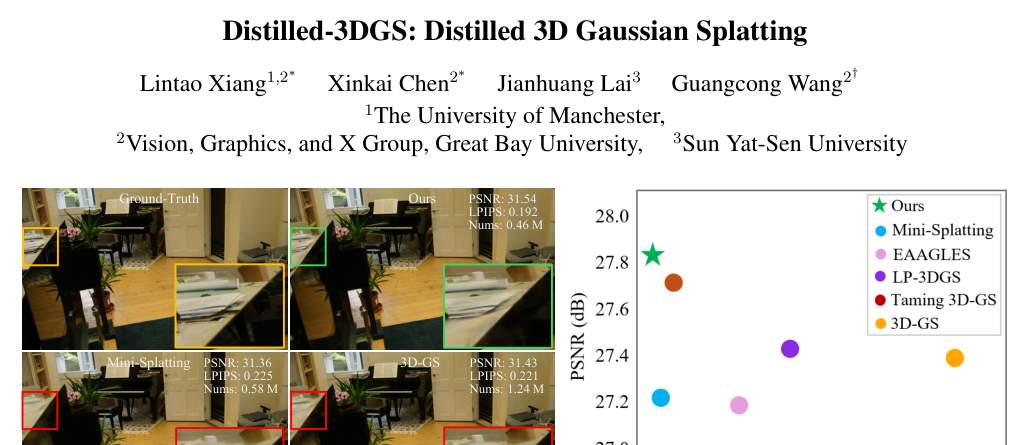 Distilled-3DGS: Distilled 3D Gaussian Splatting
Lintao Xiang1,2* Xinkai Chen2* Jianhuang Lai3 Guangcong Wang2†
1The University of Manchester,
2Vision, Graphics, and X Group, Great Bay University, 3Sun Yat-Sen University
Ground-Truth
Ours
PSNR: 31.54
LPIPS: 0.192
Nums: 0.46 M
Mini-Splatting
PSNR: 31.36
LPIPS: 0.225
Nums: 0.58 M
3D-GS
PSNR: 31.43
LPIPS: 0.221
Nums: 1.24 M
PSNR (dB)
28.0
27.8
27.6
27.4
27.2
Ours
Mini-Splatting
EAAGLES
LP-3DGS
Taming 3D-GS
3D-GS